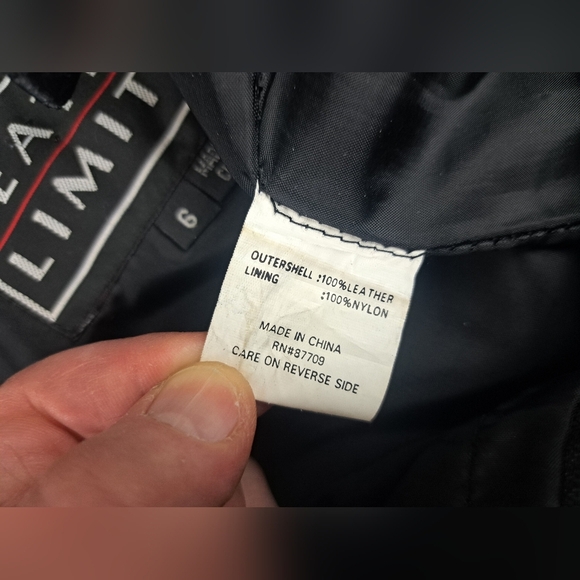 LIMIT
6
OUTERSHELL :100%LEATHER
LINING :100%NYLON
MADE IN CHINA
RN#87709
CARE ON REVERSE SIDE